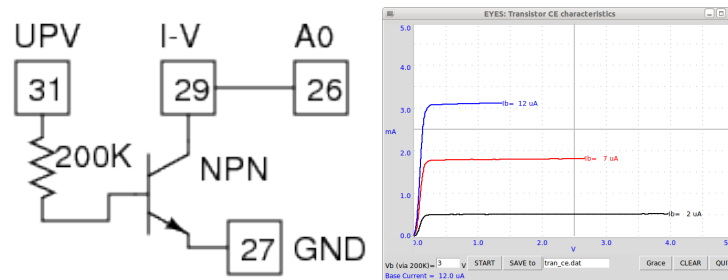 UPV I-V A0
31 29 26
200K
NPN
27 GND
EYES: Transistor CE characteristics
5.0
4.0
3.0
mA
2.0
1.0
0.0
0.0 1.0 2.0 3.0 4.0 5.0
V
Ib= 12 uA
Ib= 7 uA
Ib= 2 uA
Vb (via 200K)= 3 V START SAVE to tran_ce.dat Grace CLEAR QUI
Base Current = 12.0 uA